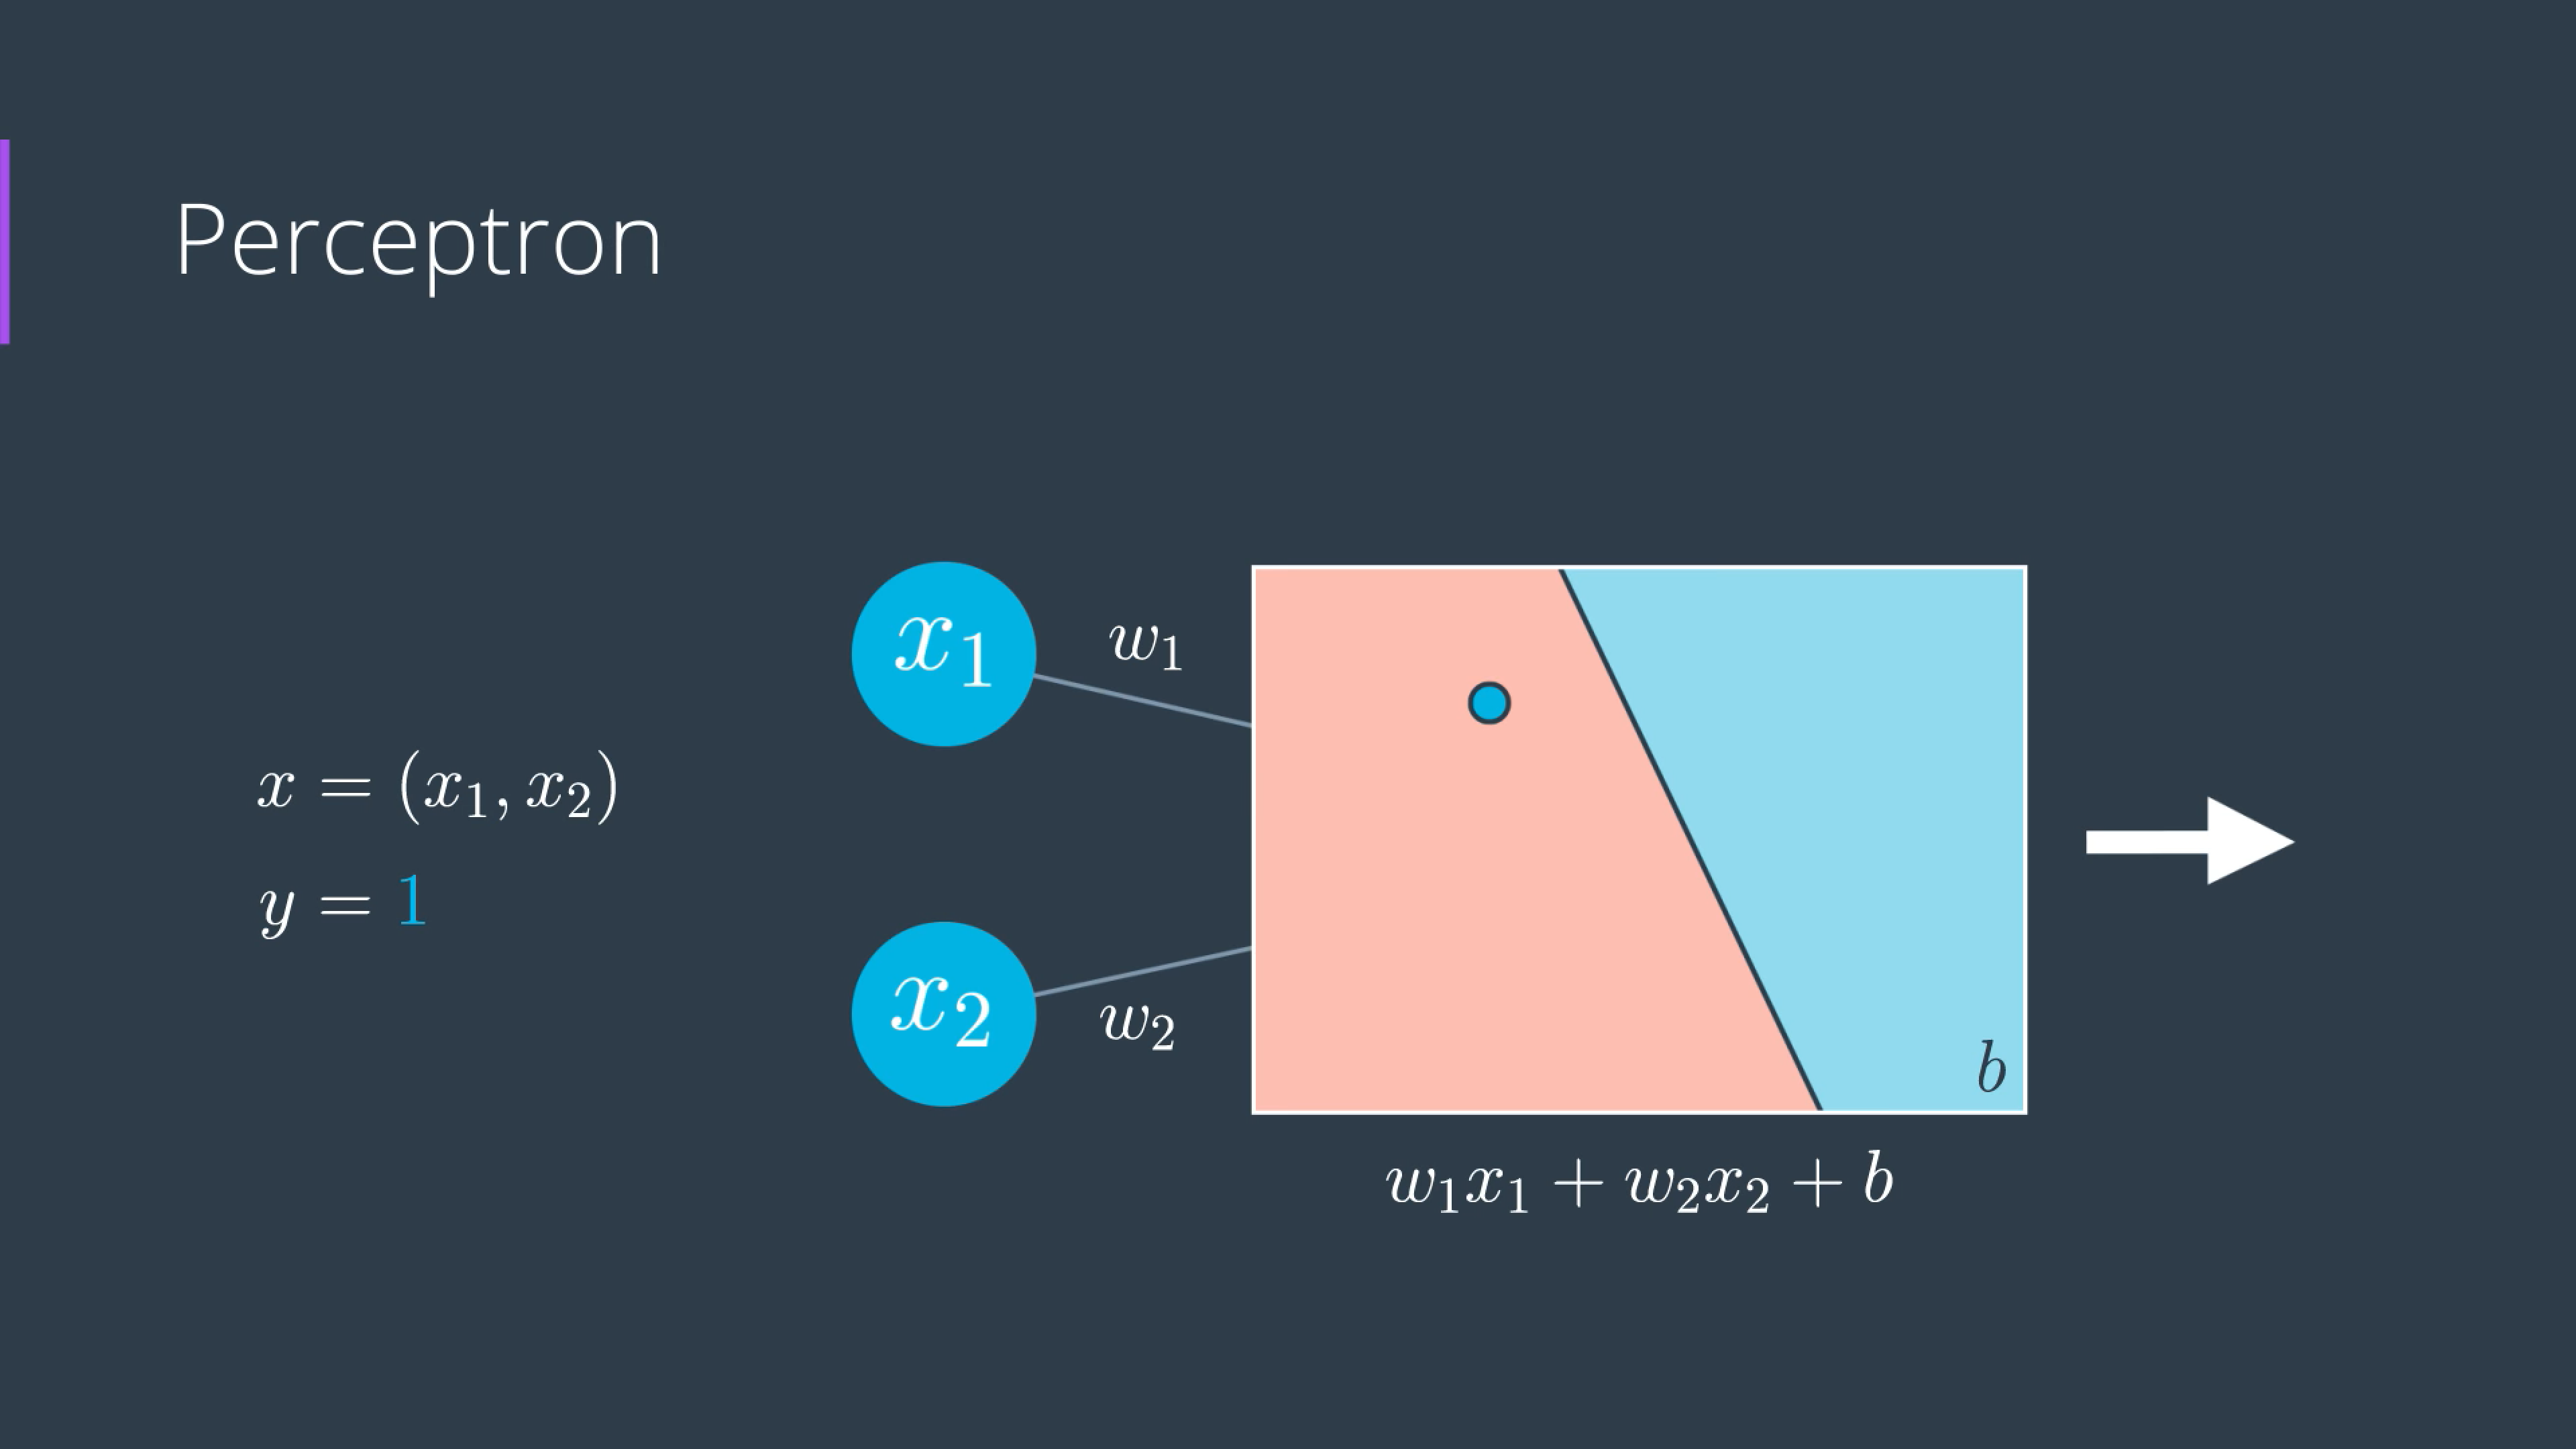 Perceptron
x₁
w₁
x = (x₁, x₂)
y = 1
x₂
w₂
b
w₁x₁ + w₂x₂ + b